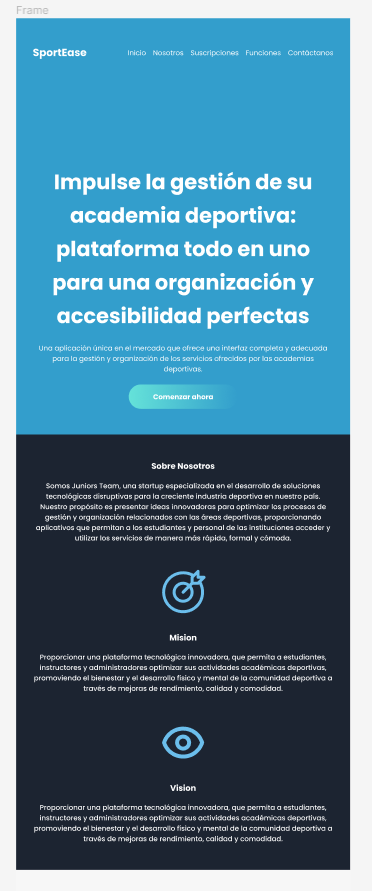 Frame
SportEase
Inicio Nosotros Suscripciones Funciones Contáctanos
Impulse la gestión de su
academia deportiva:
plataforma todo en uno
para una organización y
accesibilidad perfectas
Una aplicación única en el mercado que ofrece una interfaz completa y adecuada
para la gestión y organización de los servicios ofrecidos por las academias
deportivas.
Comenzar ahora
Sobre Nosotros
Somos Juniors Team, una startup especializada en el desarrollo de soluciones
tecnológicas disruptivas para la creciente industria deportiva en nuestro país.
Nuestro propósito es presentar ideas innovadoras para optimizar los procesos de
gestión y organización relacionados con las áreas deportivas, proporcionando
aplicativos que permitan a los estudiantes y personal de las instituciones acceder y
utilizar los servicios de manera más rápida, formal y cómoda.
Mision
Proporcionar una plataforma tecnológica innovadora, que permita a estudiantes,
instructores y administradores optimizar sus actividades académicas deportivas,
promoviendo el bienestar y el desarrollo físico y mental de la comunidad deportiva a
través de mejoras de rendimiento, calidad y comodidad.
Vision
Proporcionar una plataforma tecnológica innovadora, que permita a estudiantes,
instructores y administradores optimizar sus actividades académicas deportivas,
promoviendo el bienestar y el desarrollo físico y mental de la comunidad deportiva a
través de mejoras de rendimiento, calidad y comodidad.